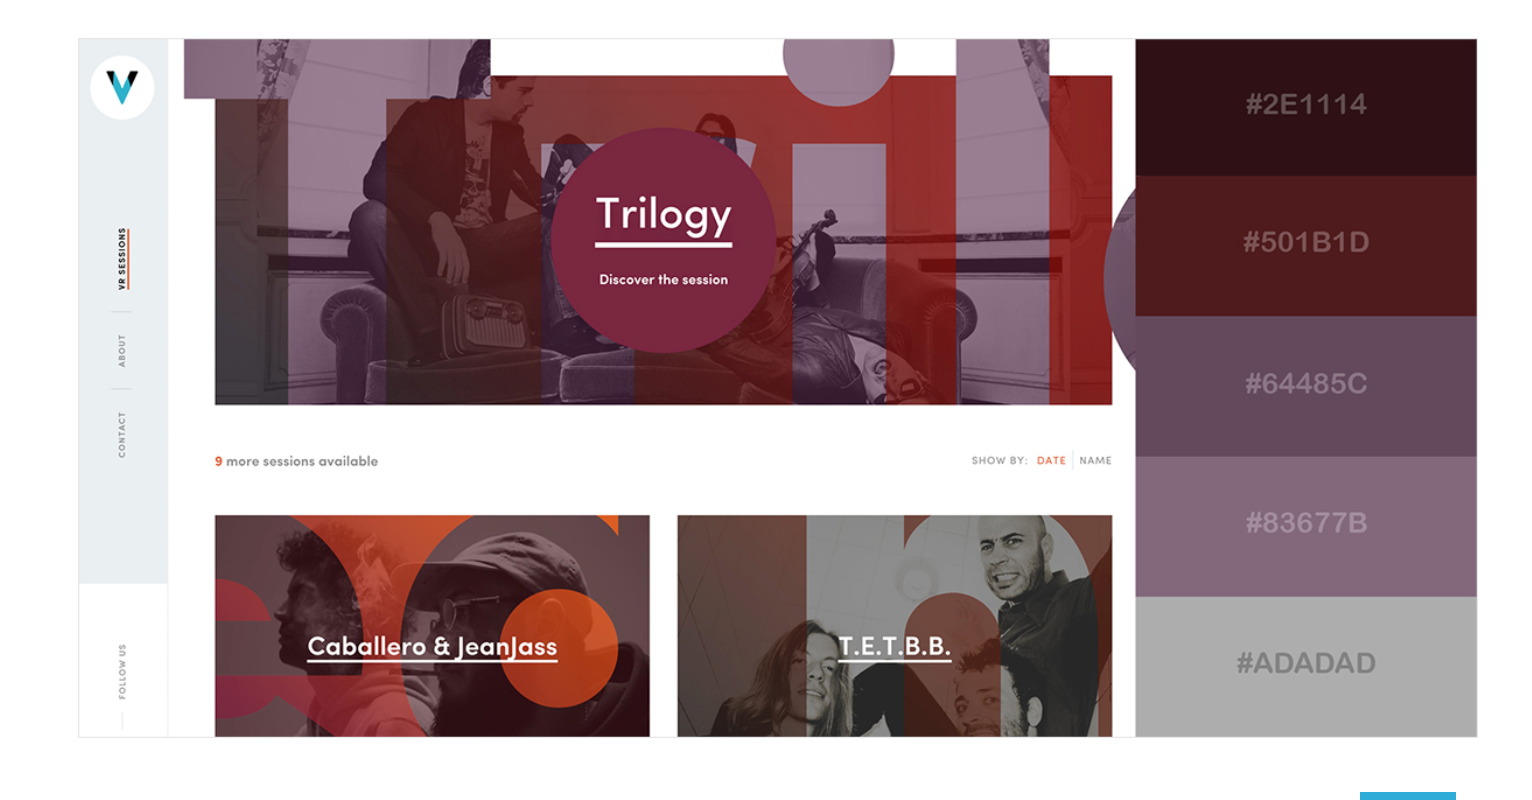 VR SESSIONS
ABOUT
CONTACT
FOLLOW US
Trilogy
Discover the session
9 more sessions available
SHOW BY: DATE NAME
Caballero & JeanJass
T.E.T.B.B.
#2E1114
#501B1D
#64485C
#83677B
#ADADAD